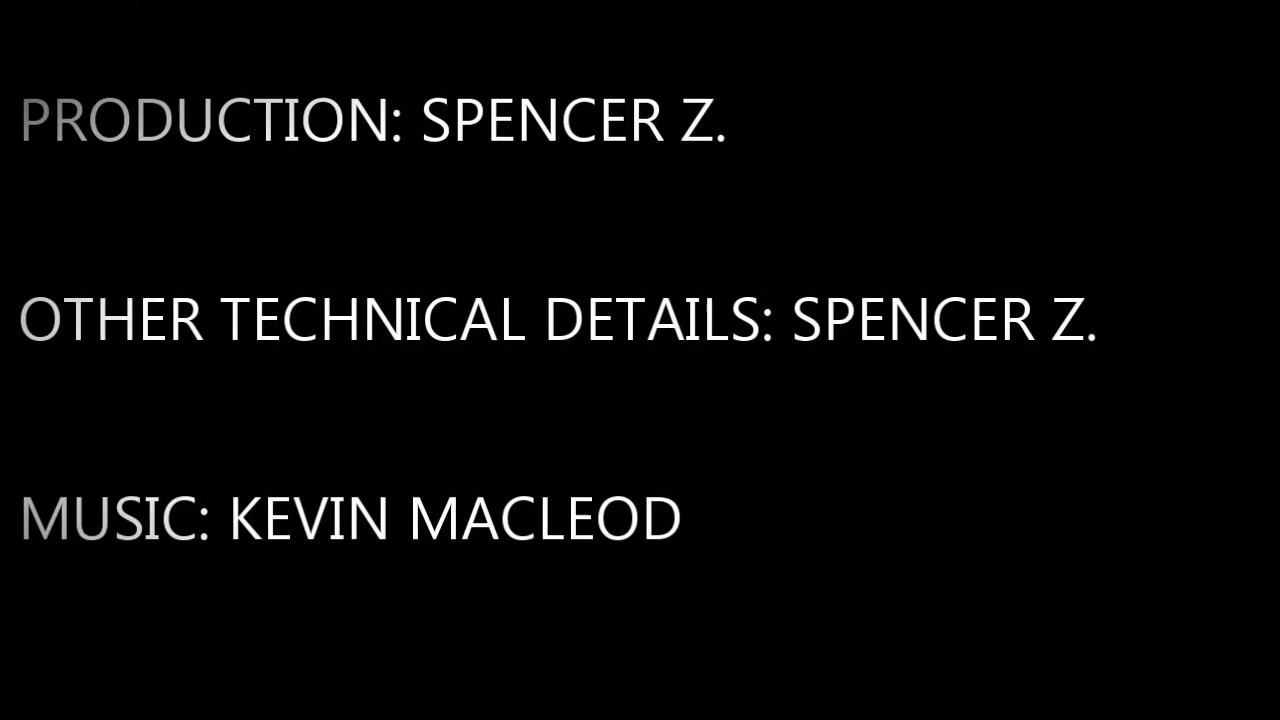 PRODUCTION: SPENCER Z.
OTHER TECHNICAL DETAILS: SPENCER Z.
MUSIC: KEVIN MACLEOD